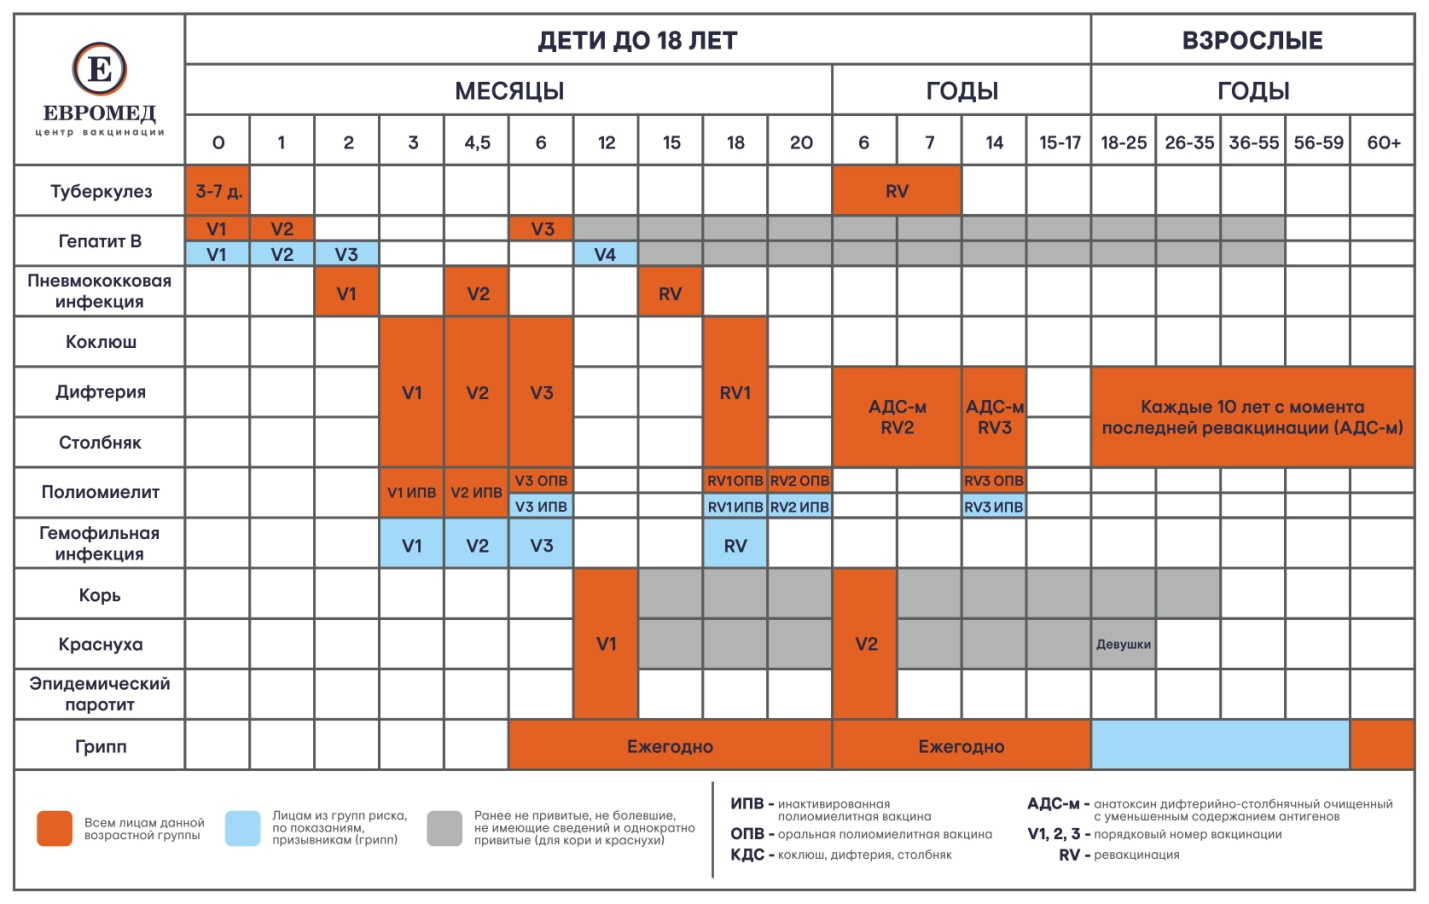 Е
ЕВРОМЕД
центр вакцинации
ДЕТИ ДО 18 ЛЕТ
ВЗРОСЛЫЕ
МЕСЯЦЫ
ГОДЫ
ГОДЫ
0 1 2 3 4,5 6 12 15 18 20 6 7 14 15-17 18-25 26-35 36-55 56-59 60+
Туберкулез
3-7 д.
RV
Гепатит В
V1 V2 V3
V1 V2 V3 V4
Пневмококковая
инфекция
V1 V2 RV
Коклюш
Дифтерия
Столбняк
V1 V2 V3 RV1
АДС-м
RV2
АДС-м
RV3
Каждые 10 лет с момента
последней ревакцинации (АДС-м)
Полиомиелит
V1 ИПВ V2 ИПВ
V3 ОПВ RV1ОПВ RV2 ОПВ RV3 ОПВ
V3 ИПВ RV1ИПВ RV2 ИПВ RV3 ИПВ
Гемофильная
инфекция
V1 V2 V3 RV
Корь
Краснуха
V1 V2 Девушки
Эпидемический
паротит
Грипп
Ежегодно Ежегодно
Всем лицам данной
возрастной группы
Лицам из групп риска,
по показаниям,
призывникам (грипп)
Ранее не привитые, не болевшие,
не имеющие сведений и однократно
привитые (для кори и краснухи)
ИПВ - инактивированная
полиомиелитная вакцина
ОПВ - оральная полиомиелитная вакцина
КДС - коклюш, дифтерия, столбняк
АДС-м - анатоксин дифтерийно-столбнячный очищенный
с уменьшенным содержанием антигенов
V1, 2, 3 - порядковый номер вакцинации
RV - ревакцинация